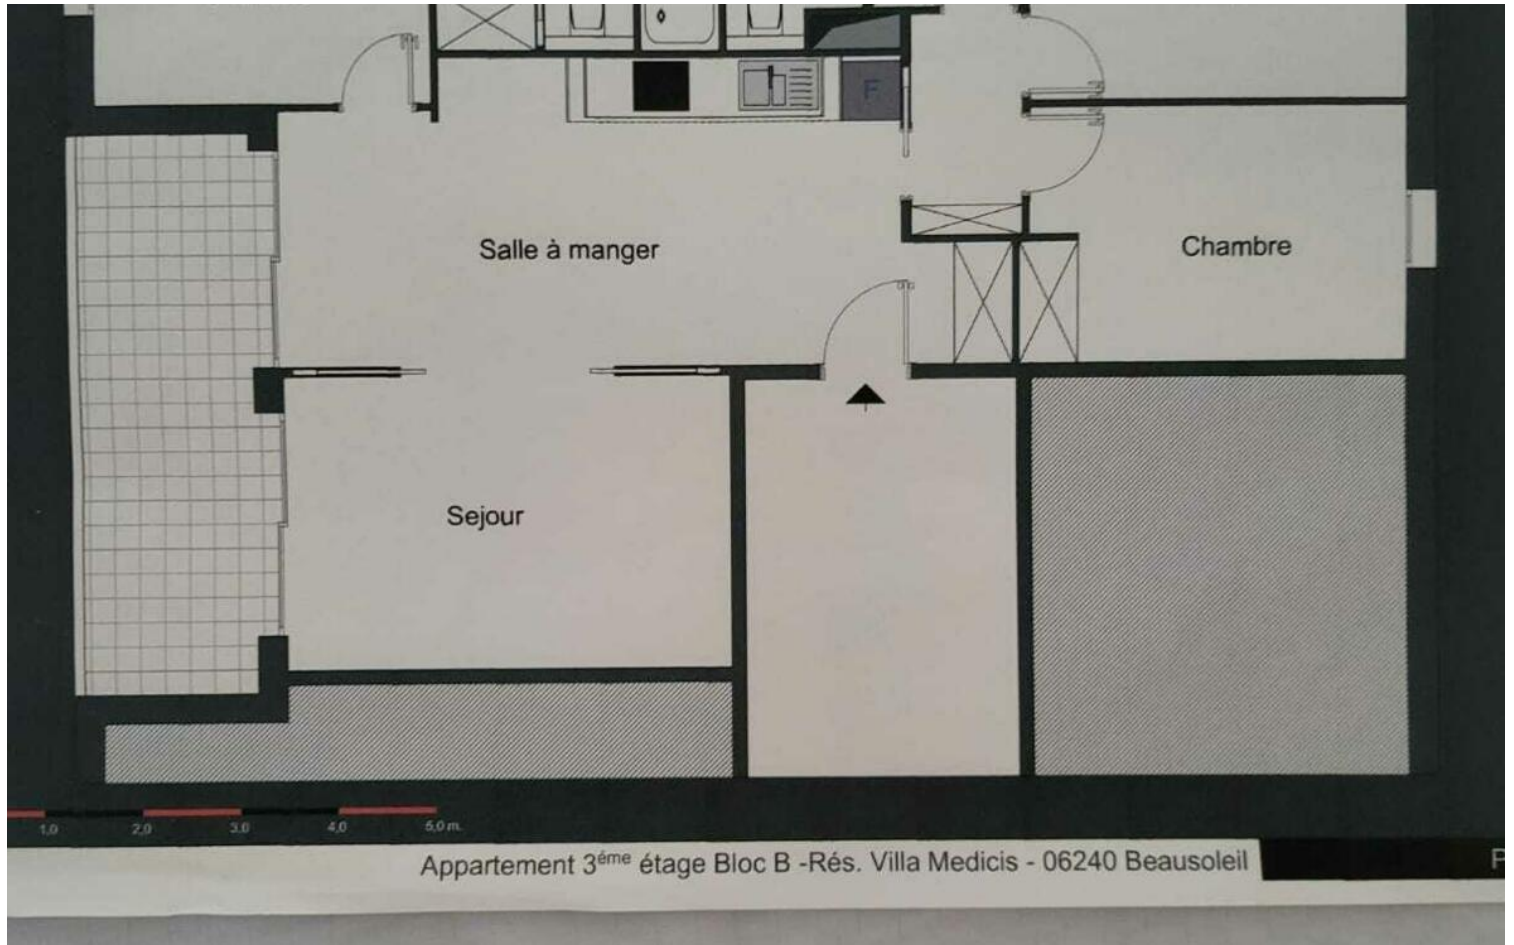 F
Salle à manger
Chambre
Sejour
1,0 2,0 3,0 4,0 5,0 m.
Appartement 3éme étage Bloc B -Rés. Villa Medicis - 06240 Beausoleil
P